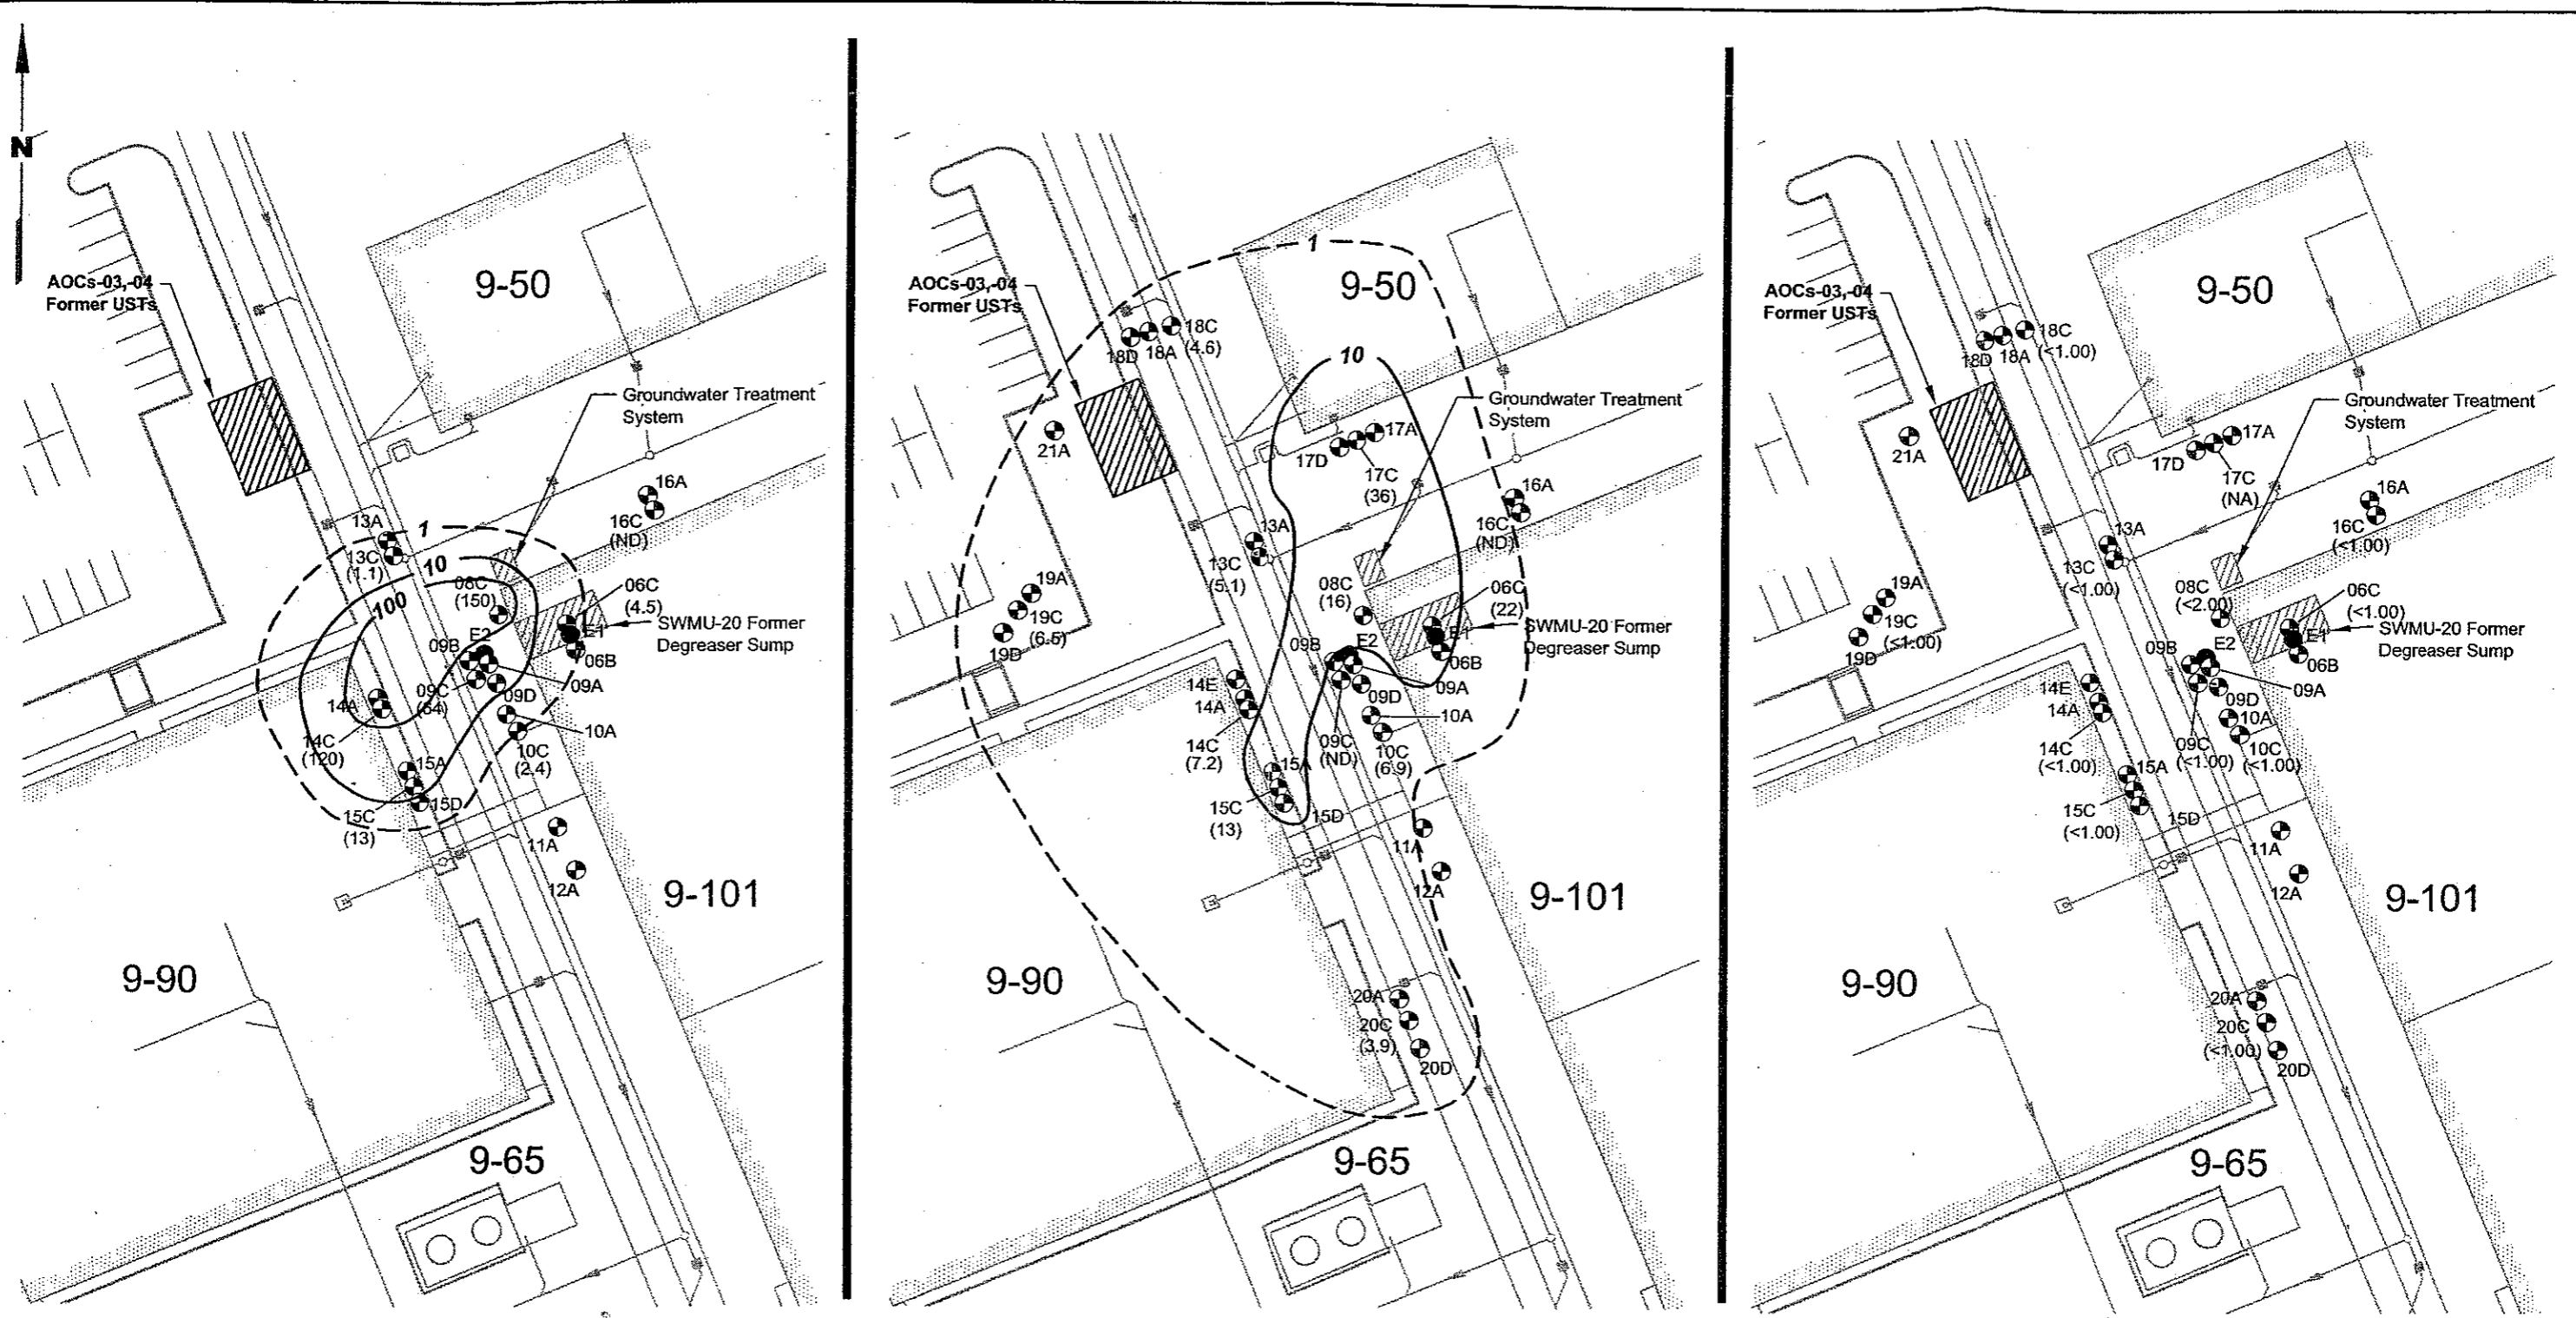 N
AOCs-03,-04
Former USTs
9-50
Groundwater Treatment
System
16A
16C
(ND)
13A
1
13C
(1.1)
10
100
08C
(150)
06C
(4.5)
SWMU-20 Former
Degreaser Sump
E1
E2
09B
06B
09A
09C
(64)
09D
14A
10A
14C
(120)
10C
(2.4)
15A
15C
(13)
15D
11A
12A
9-101
9-90
9-65
1
AOCs-03,-04
Former USTs
9-50
18C
(4.6)
18D
18A
10
Groundwater Treatment
System
21A
17A
17D
17C
(36)
16A
16C
(ND)
13A
13C
(5.1)
19A
19C
(6.5)
19D
08C
(16)
06C
(22)
SWMU-20 Former
Degreaser Sump
E1
E2
09B
06B
09A
09D
14E
14A
10A
14C
(7.2)
09C
(ND)
10C
(6.9)
15A
15C
(13)
15D
11A
12A
9-101
9-90
20A
20C
(3.9)
20D
9-65
AOCs-03,-04
Former USTs
9-50
18C
(<1.00)
18D
18A
Groundwater Treatment
System
21A
17A
17D
17C
(NA)
16A
16C
(<1.00)
13A
13C
(<1.00)
19A
19C
(<1.00)
19D
08C
(<2.00)
06C
(<1.00)
SWMU-20 Former
Degreaser Sump
E1
E2
09B
06B
09A
09D
14E
14A
10A
14C
(<1.00)
09C
(<1.00)
10C
(<1.00)
15A
15C
(<1.00)
15D
11A
12A
9-101
9-90
20A
20C
(<1.00)
20D
9-65